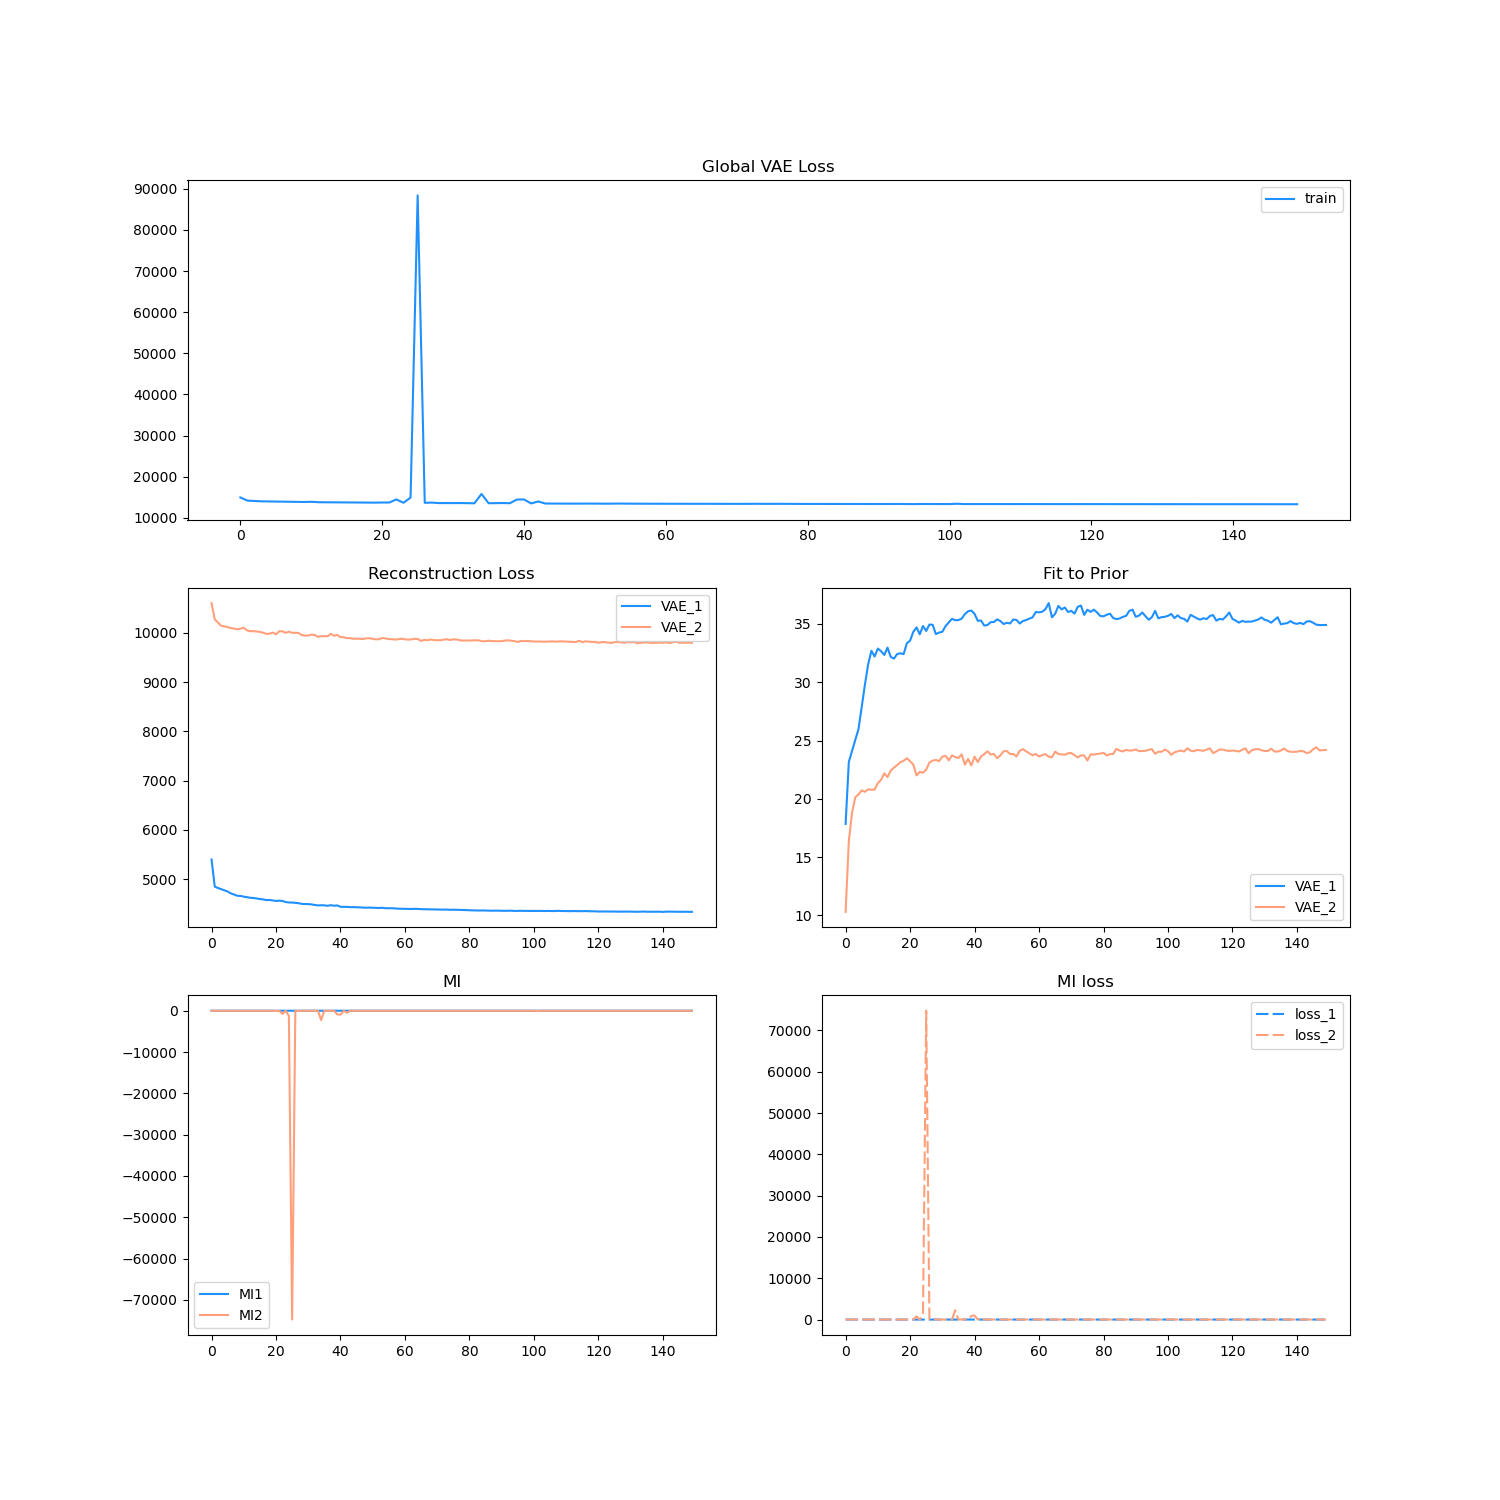 Global VAE Loss
90000
80000
70000
60000
50000
40000
30000
20000
10000
train
0 20 40 60 80 100 120 140
Reconstruction Loss
10000
9000
8000
7000
6000
5000
VAE_1
VAE_2
0 20 40 60 80 100 120 140
Fit to Prior
35
30
25
20
15
10
VAE_1
VAE_2
0 20 40 60 80 100 120 140
MI
0
−10000
−20000
−30000
−40000
−50000
−60000
−70000
MI1
MI2
0 20 40 60 80 100 120 140
MI loss
loss_1
loss_2
70000
60000
50000
40000
30000
20000
10000
0
0 20 40 60 80 100 120 140